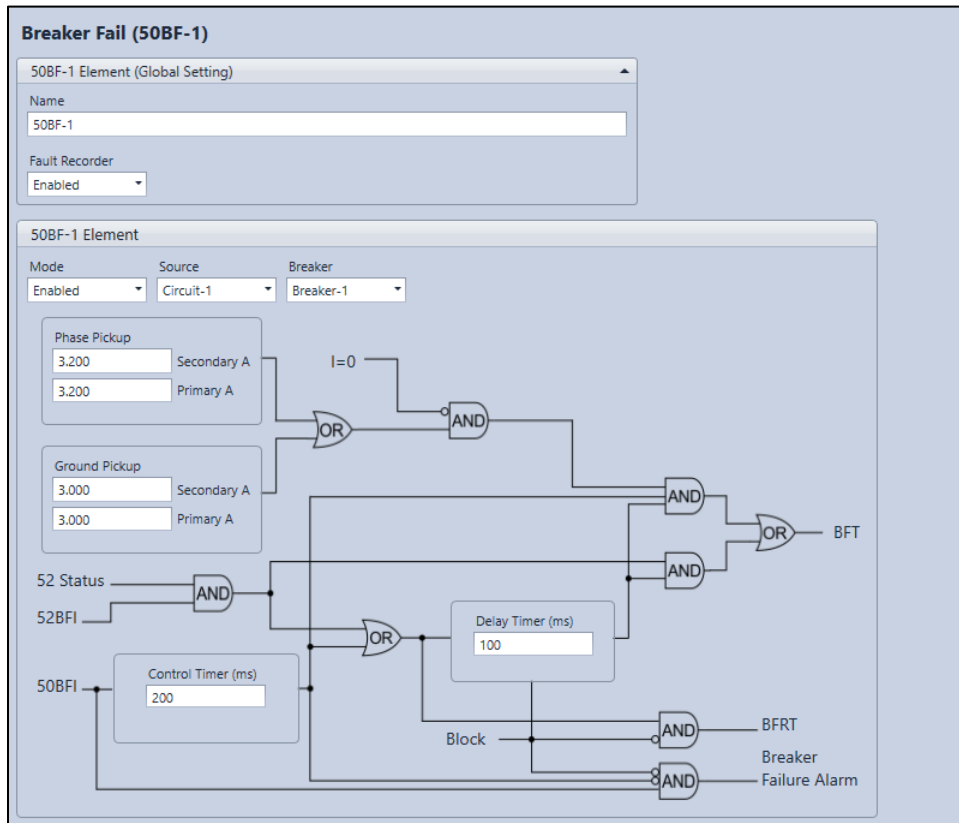 Breaker Fail (50BF-1)
50BF-1 Element (Global Setting)
Name
50BF-1
Fault Recorder
Enabled
50BF-1 Element
Mode Source Breaker
Enabled Circuit-1 Breaker-1
Phase Pickup
3.200 Secondary A
3.200 Primary A
I=0
OR
AND
Ground Pickup
3.000 Secondary A
3.000 Primary A
AND
OR
BFT
52 Status
52BFI
AND
AND
OR
Delay Timer (ms)
100
50BFI
Control Timer (ms)
200
Block
AND
BFRT
AND
Breaker
Failure Alarm